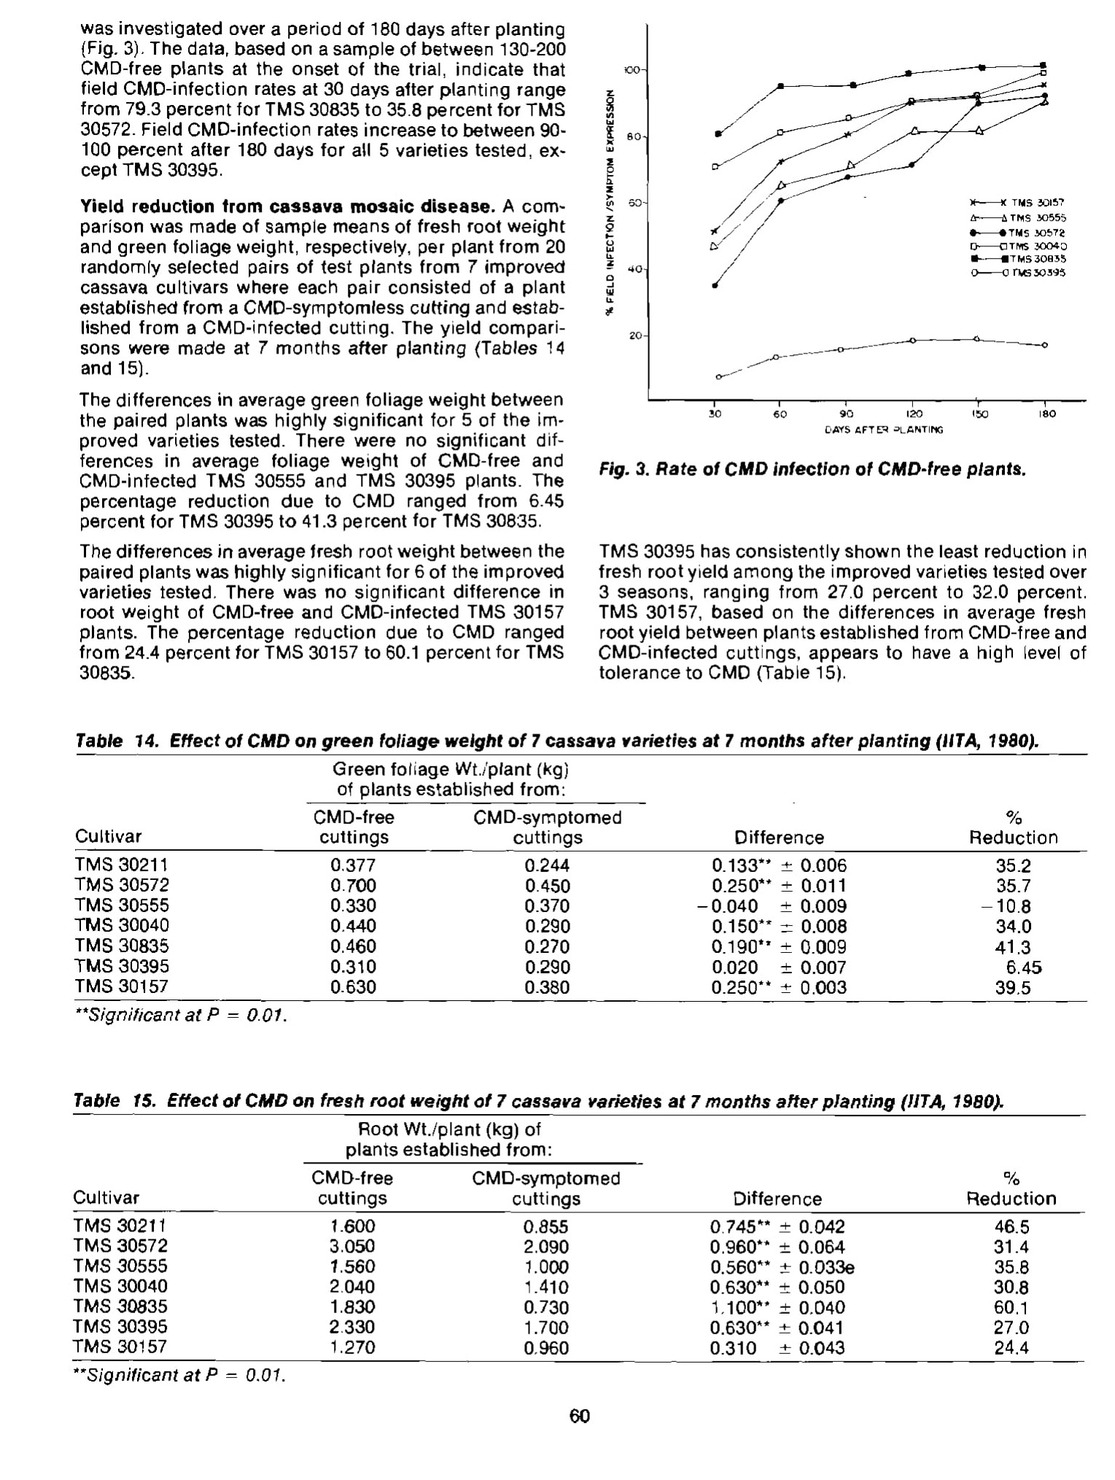 was investigated over a period of 180 days after planting
(Fig. 3). The data, based on a sample of between 130-200
CMD-free plants at the onset of the trial, indicate that
field CMD-infection rates at 30 days after planting range
from 79.3 percent for TMS 30835 to 35.8 percent for TMS
30572. Field CMD-infection rates increase to between 90-
100 percent after 180 days for all 5 varieties tested, ex-
cept TMS 30395.
Yield reduction from cassava mosaic disease. A com-
parison was made of sample means of fresh root weight
and green foliage weight, respectively, per plant from 20
randomly selected pairs of test plants from 7 improved
cassava cultivars where each pair consisted of a plant
established from a CMD-symptomless cutting and estab-
lished from a CMD-infected cutting. The yield compari-
sons were made at 7 months after planting (Tables 14
and 15).
The differences in average green foliage weight between
the paired plants was highly significant for 5 of the im-
proved varieties tested. There were no significant dif-
ferences in average foliage weight of CMD-free and
CMD-infected TMS 30555 and TMS 30395 plants. The
percentage reduction due to CMD ranged from 6.45
percent for TMS 30395 to 41.3 percent for TMS 30835.
The differences in average fresh root weight between the
paired plants was highly significant for 6 of the improved
varieties tested. There was no significant difference in
root weight of CMD-free and CMD-infected TMS 30157
plants. The percentage reduction due to CMD ranged
from 24.4 percent for TMS 30157 to 60.1 percent for TMS
30835.
% FIELD INFECTION/SYMPTOM EXPRESSION
100
80
60
40
20
TMS 30157
TMS 30555
TMS 30572
TMS 30040
TMS 30835
TMS 30395
30 60 90 120 150 180
DAYS AFTER PLANTING
Fig. 3. Rate of CMD infection of CMD-free plants.
TMS 30395 has consistently shown the least reduction in
fresh root yield among the improved varieties tested over
3 seasons, ranging from 27.0 percent to 32.0 percent.
TMS 30157, based on the differences in average fresh
root yield between plants established from CMD-free and
CMD-infected cuttings, appears to have a high level of
tolerance to CMD (Table 15).
Table 14. Effect of CMD on green foliage weight of 7 cassava varieties at 7 months after planting (IITA, 1980).
Green foliage Wt./plant (kg)
of plants established from:
CMD-free CMD-symptomed %
Cultivar cuttings cuttings Difference Reduction
TMS 30211 0.377 0.244 0.133** ± 0.006 35.2
TMS 30572 0.700 0.450 0.250** ± 0.011 35.7
TMS 30555 0.330 0.370 −0.040 ± 0.009 −10.8
TMS 30040 0.440 0.290 0.150** ± 0.008 34.0
TMS 30835 0.460 0.270 0.190** ± 0.009 41.3
TMS 30395 0.310 0.290 0.020 ± 0.007 6.45
TMS 30157 0.630 0.380 0.250** ± 0.003 39.5
**Significant at P = 0.01.
Table 15. Effect of CMD on fresh root weight of 7 cassava varieties at 7 months after planting (IITA, 1980).
Root Wt./plant (kg) of
plants established from:
CMD-free CMD-symptomed %
Cultivar cuttings cuttings Difference Reduction
TMS 30211 1.600 0.855 0.745** ± 0.042 46.5
TMS 30572 3.050 2.090 0.960** ± 0.064 31.4
TMS 30555 1.560 1.000 0.560** ± 0.033e 35.8
TMS 30040 2.040 1.410 0.630** ± 0.050 30.8
TMS 30835 1.830 0.730 1.100** ± 0.040 60.1
TMS 30395 2.330 1.700 0.630** ± 0.041 27.0
TMS 30157 1.270 0.960 0.310 ± 0.043 24.4
**Significant at P = 0.01.
60